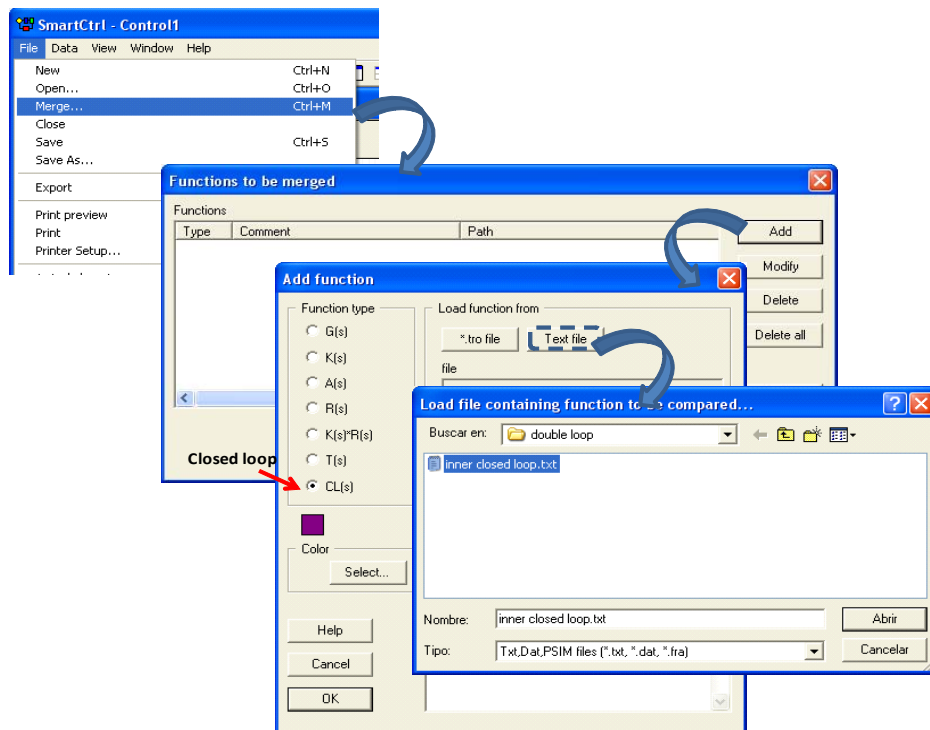 SmartCtrl - Control1
File Data View Window Help
New Ctrl+N
Open... Ctrl+O
Merge... Ctrl+M
Close
Save Ctrl+S
Save As...
Export
Print preview
Print
Printer Setup...
Functions to be merged
Functions
Type Comment Path
Add
Modify
Delete
Delete all
Add function
Function type
G(s)
K(s)
A(s)
R(s)
K(s)*R(s)
T(s)
CL(s)
Closed loop
Color
Select...
Help
Cancel
OK
Load function from
*.tro file Text file
file
Load file containing function to be compared...
Buscar en: double loop
inner closed loop.txt
Nombre: inner closed loop.txt Abrir
Tipo: Txt,Dat,PSIM files (*.txt, *.dat, *.fra) Cancelar